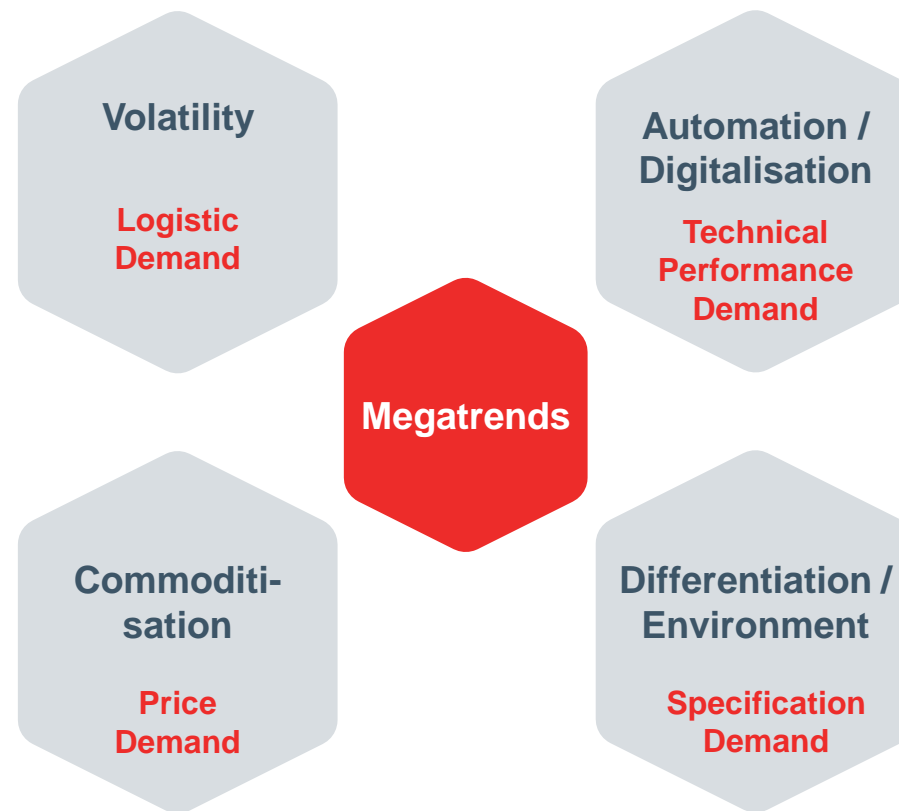 Volatility
Logistic
Demand
Automation /
Digitalisation
Technical
Performance
Demand
Megatrends
Commoditi-
sation
Price
Demand
Differentiation /
Environment
Specification
Demand